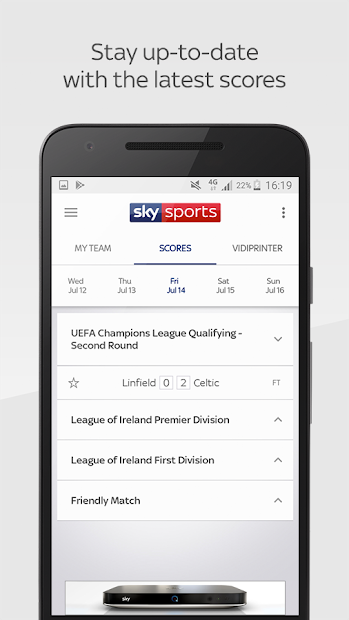 Stay up-to-date
with the latest scores
4G
22%
16:19
sky sports
MY TEAM
SCORES
VIDIPRINTER
Wed
Jul 12
Thu
Jul 13
Fri
Jul 14
Sat
Jul 15
Sun
Jul 16
UEFA Champions League Qualifying -
Second Round
Linfield 0 2 Celtic FT
League of Ireland Premier Division
League of Ireland First Division
Friendly Match
sky